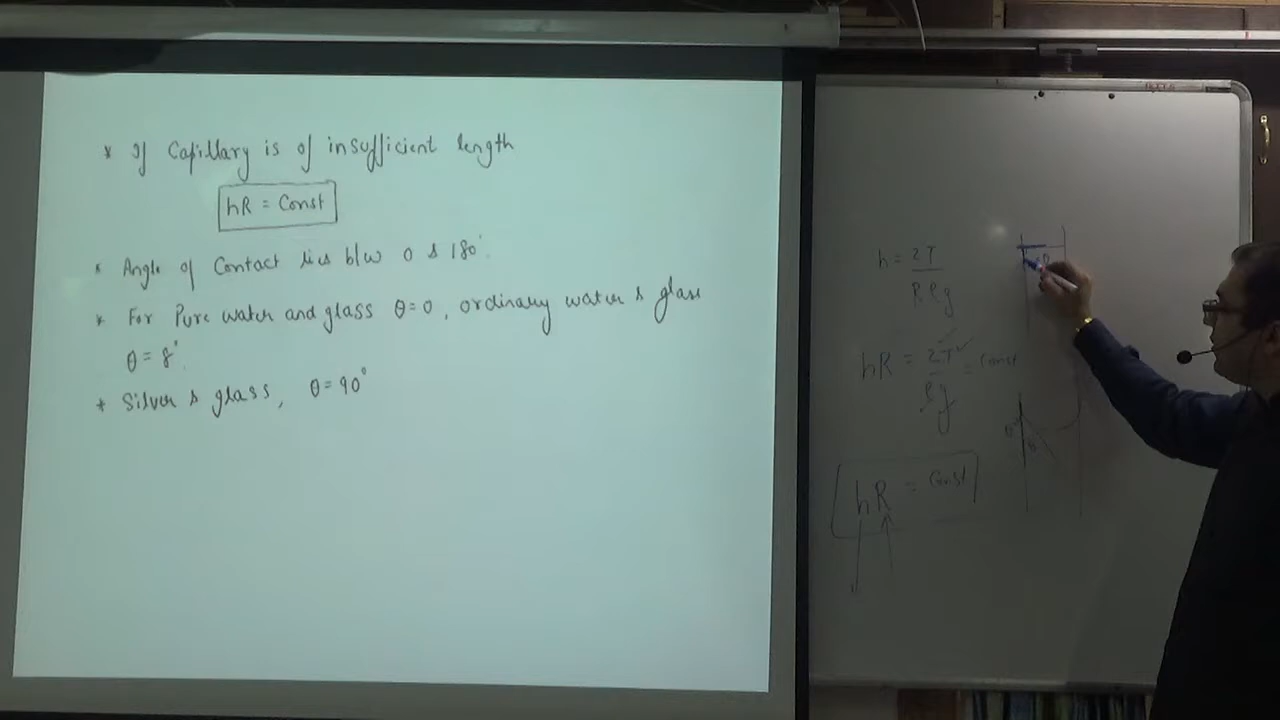 * If Capillary is of insufficient length
hR = Const
* Angle of Contact lies b/w 0 & 180°
* For Pure water and glass θ=0, ordinary water & glass
θ = 8°.
* Silver & glass, θ=90°
h = 2T
Rρg
hR = 2T = Const
ρg
hR = Const
θ
θ